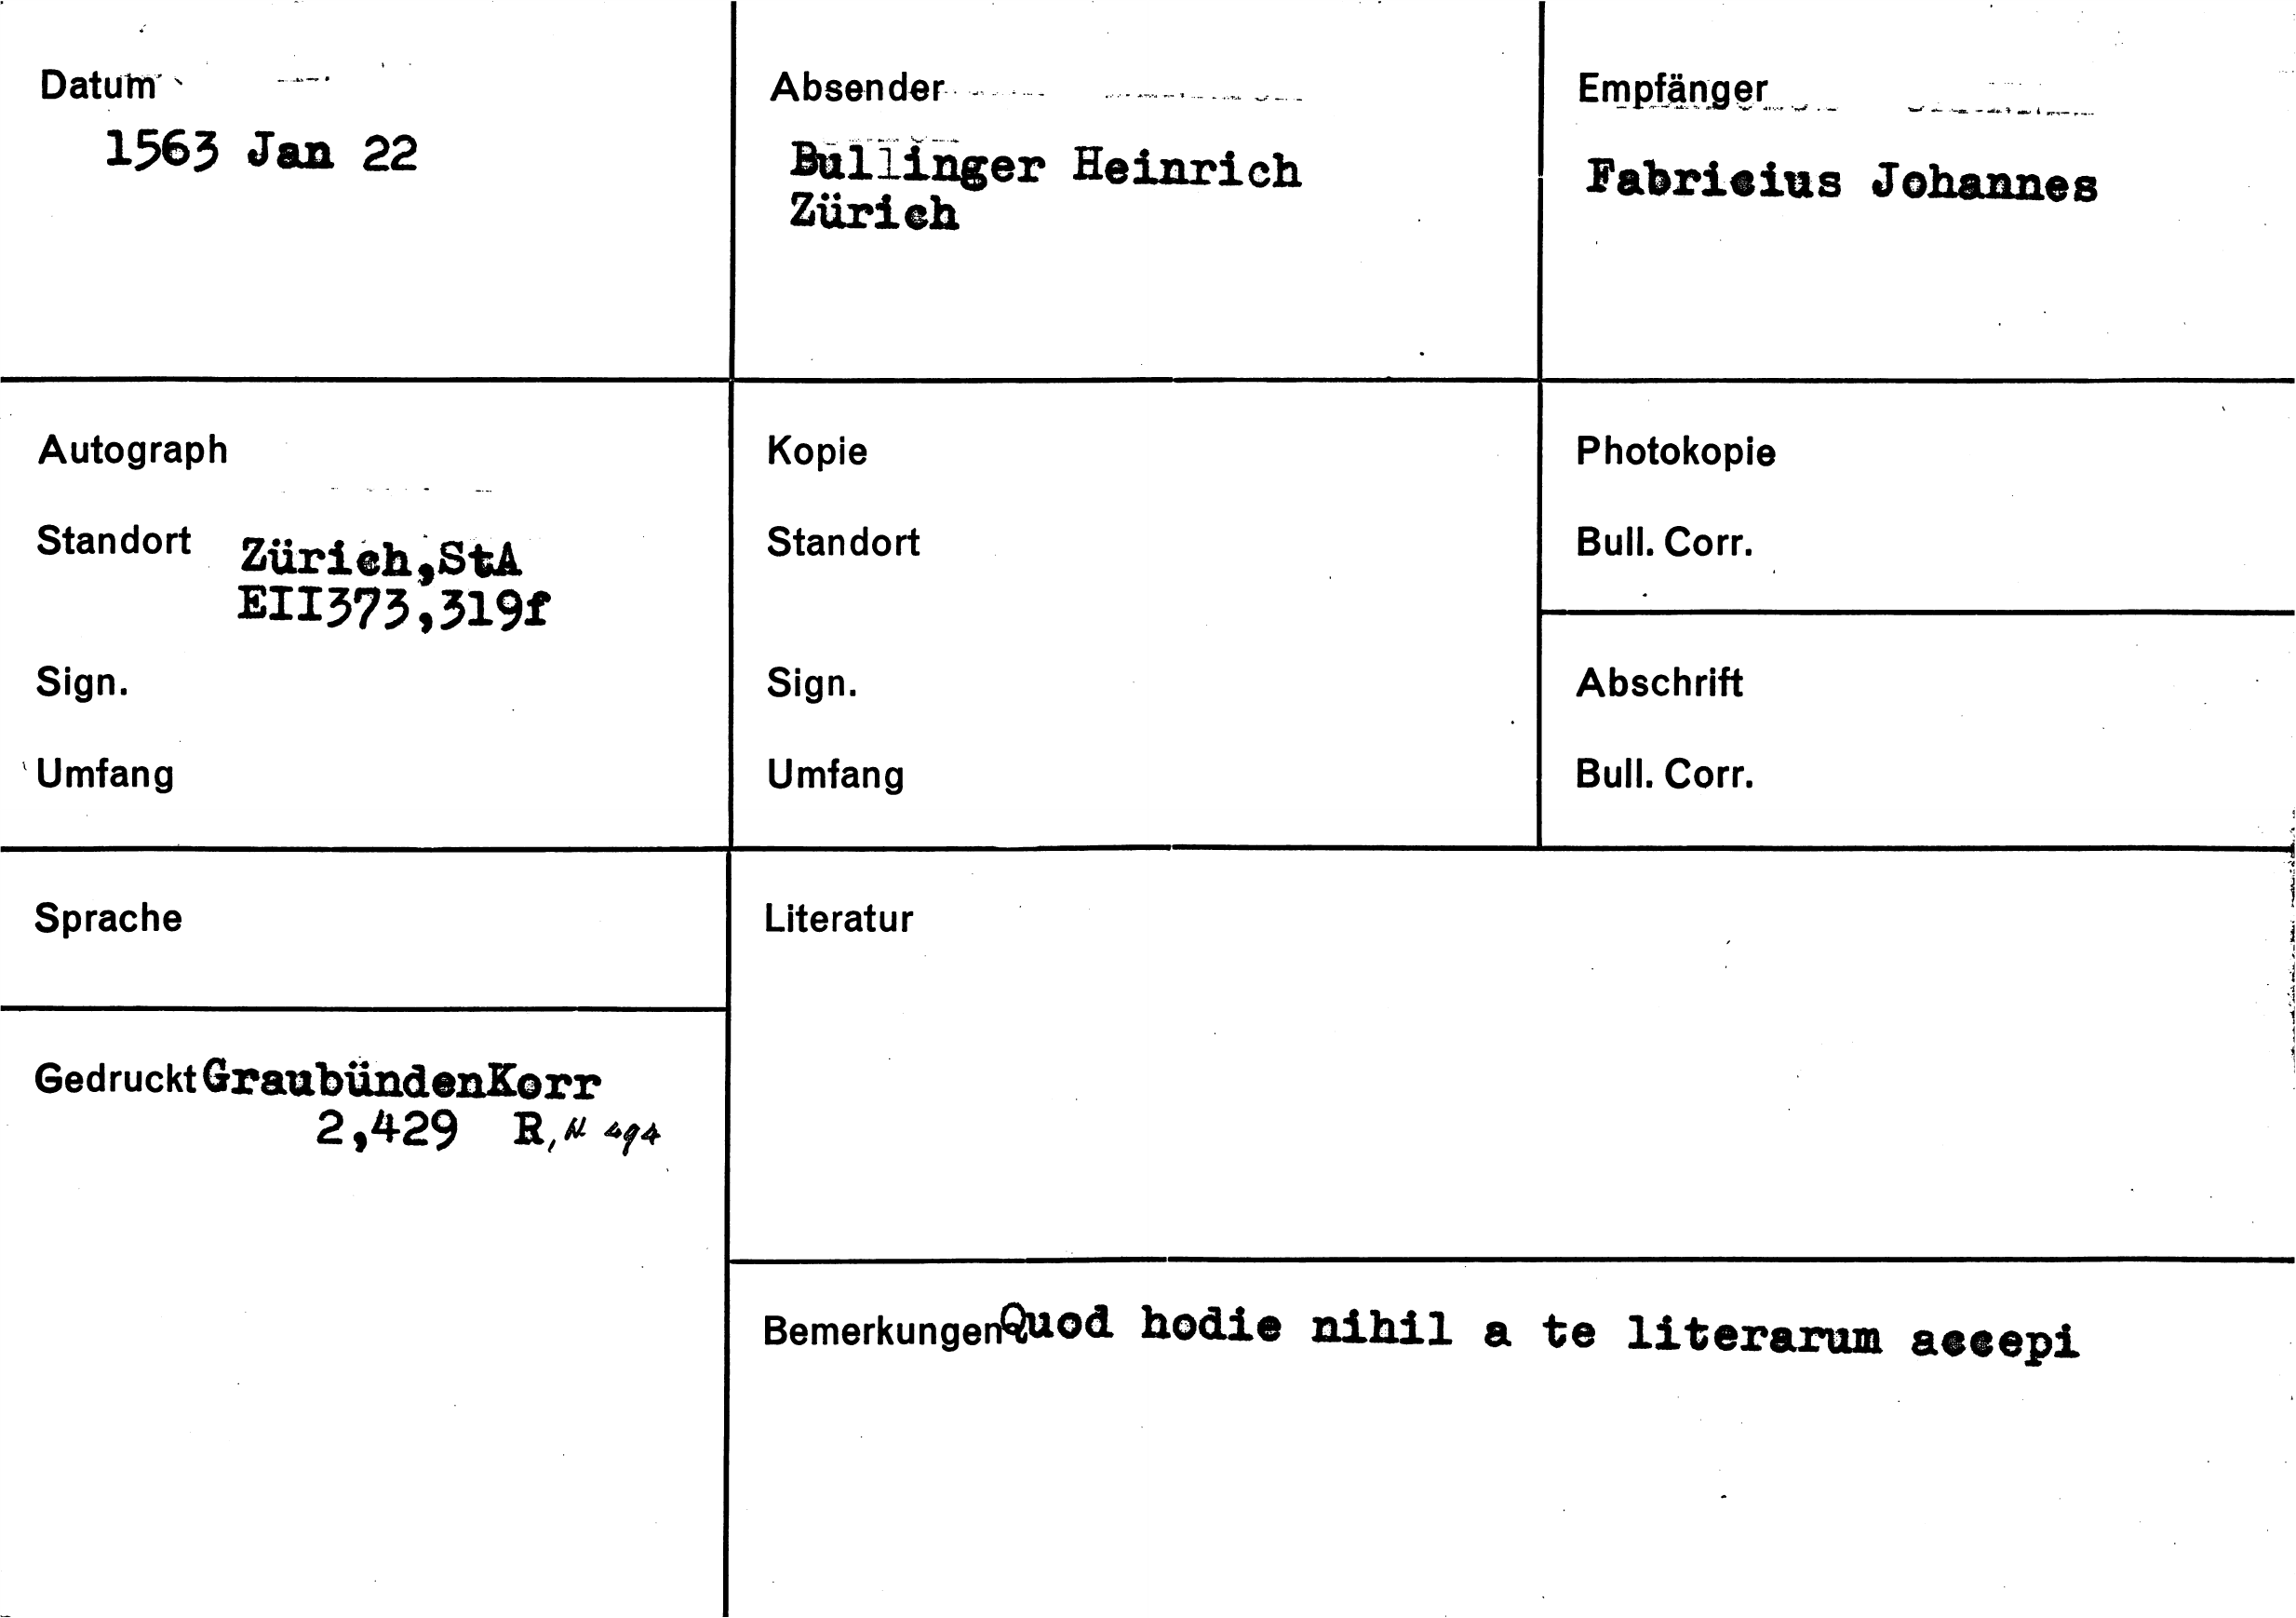 Datum
1563 Jan 22
Absender
Bullinger Heinrich
Zürich
Empfänger
Fabricius Johannes
Autograph
Standort Zürich,StA
EII373,319f
Sign.
Umfang
Kopie
Standort
Sign.
Umfang
Photokopie
Bull. Corr.
Abschrift
Bull. Corr.
Sprache
Gedruckt GraubündenKorr
2,429 R, N 494
Literatur
Bemerkungen Quod hodie nihil a te literarum accepi